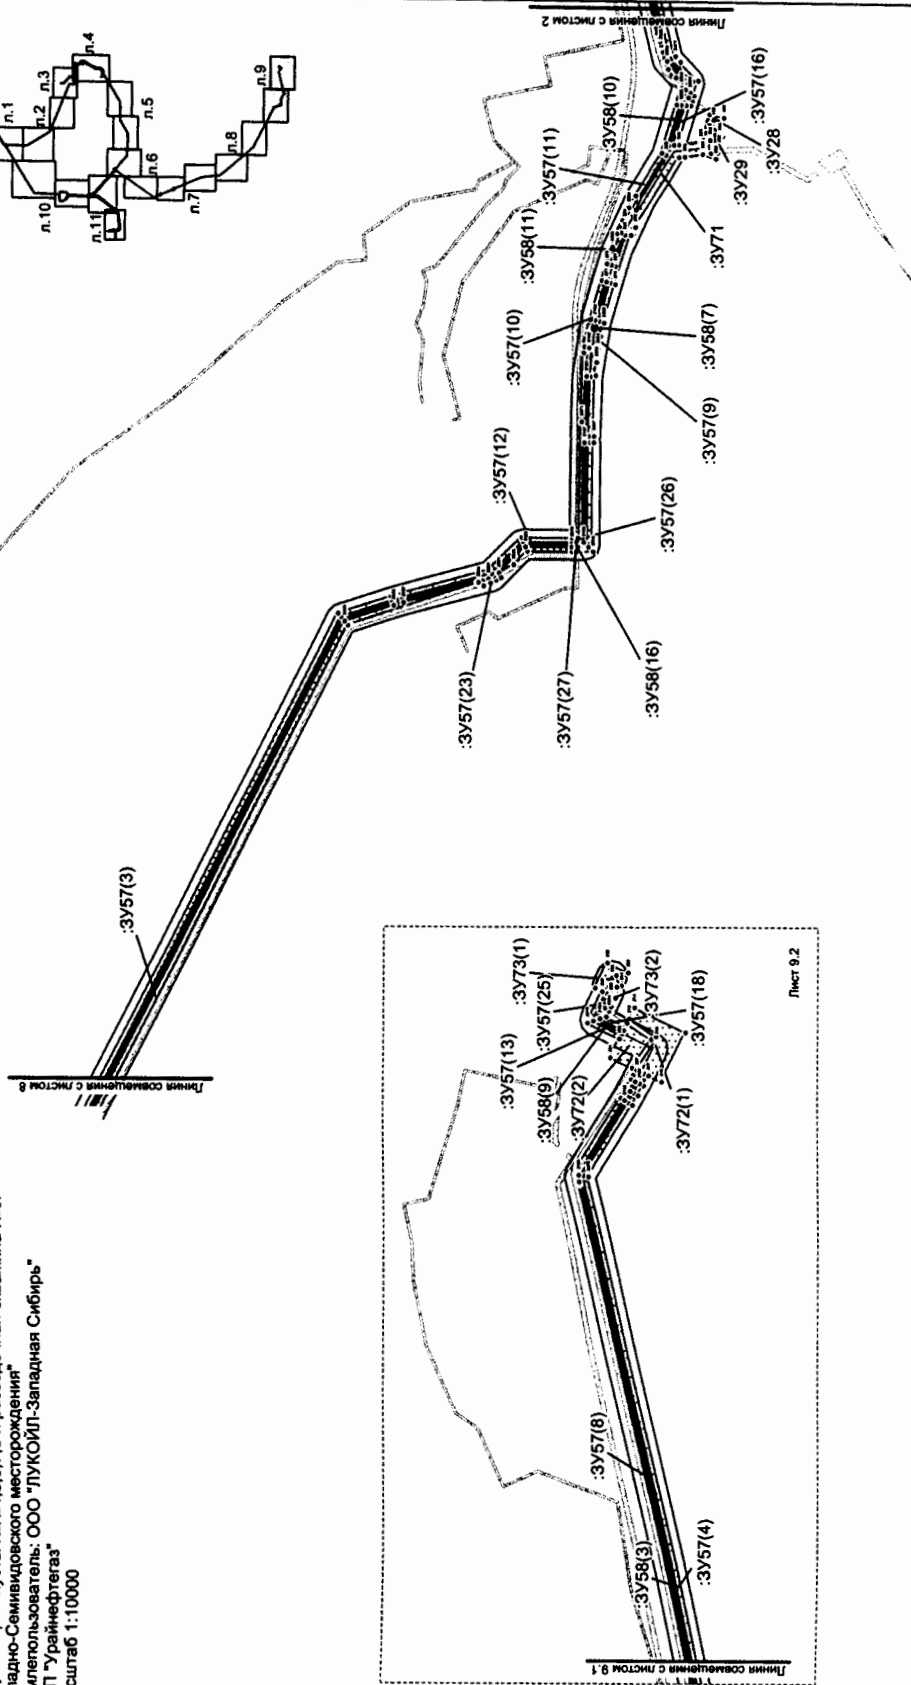 падно-Семивидовского месторождения"
млепользователь: ООО "ЛУКОЙЛ-Западная Сибирь"
П "Урайнефтегаз"
сштаб 1:10000
л.1
л.2
л.3
л.4
л.5
л.6
л.7
л.8
л.9
л.10
л.11
Линия совмещения с листом 8
:ЗУ57(3)
:ЗУ57(23)
:ЗУ57(12)
:ЗУ57(27)
:ЗУ58(16)
:ЗУ57(26)
:ЗУ57(10)
:ЗУ57(9)
:ЗУ58(7)
:ЗУ58(11)
:ЗУ57(11)
:ЗУ71
:ЗУ58(10)
:ЗУ29
:ЗУ28
:ЗУ57(16)
Линия совмещения с листом 2
Линия совмещения с листом 9.1
:ЗУ58(3)
:ЗУ57(4)
:ЗУ57(8)
:ЗУ57(13)
:ЗУ58(9)
:ЗУ72(2)
:ЗУ72(1)
:ЗУ57(25)
:ЗУ73(1)
:ЗУ73(2)
:ЗУ57(18)
Лист 9.2